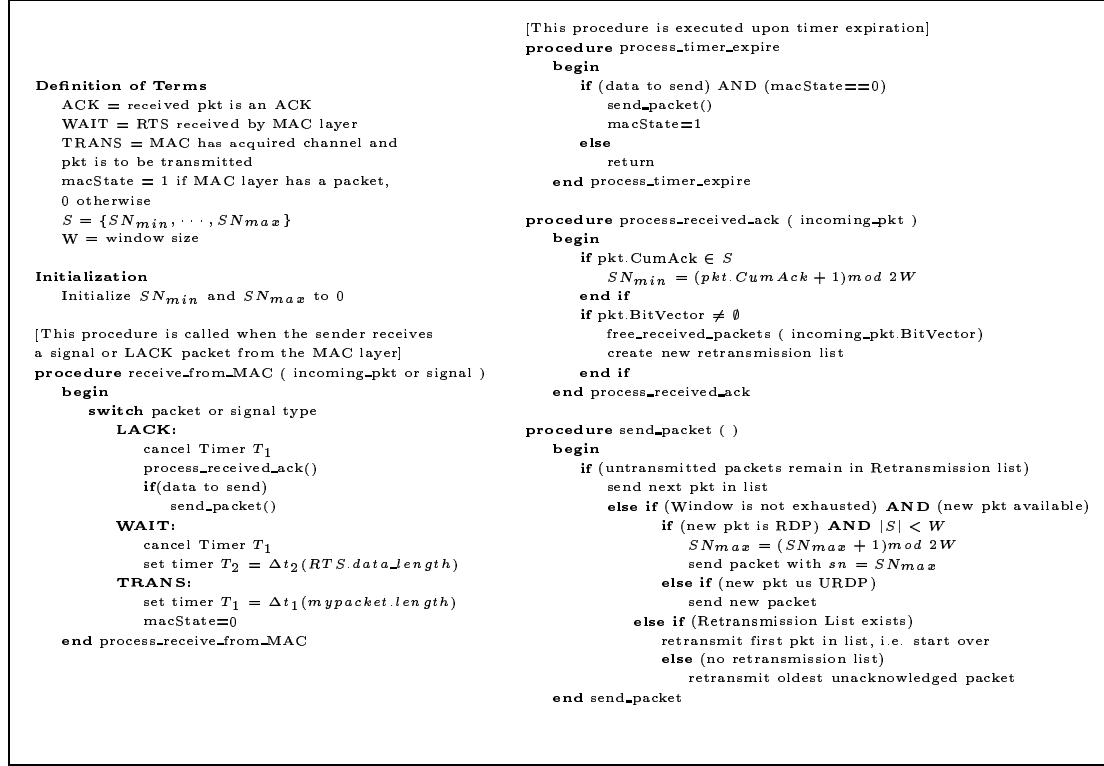 Definition of Terms
ACK = received pkt is an ACK
WAIT = RTS received by MAC layer
TRANS = MAC has acquired channel and
pkt is to be transmitted
macState = 1 if MAC layer has a packet,
0 otherwise
S = {SN_min, · · · , SN_max}
W = window size
Initialization
Initialize SN_min and SN_max to 0
[This procedure is called when the sender receives
a signal or LACK packet from the MAC layer]
procedure receive_from_MAC ( incoming_pkt or signal )
begin
switch packet or signal type
LACK:
cancel Timer T_1
process_received_ack()
if(data to send)
send_packet()
WAIT:
cancel Timer T_1
set timer T_2 = Δt_2(RTS.data_length)
TRANS:
set timer T_1 = Δt_1(mypacket.length)
macState=0
end process_receive_from_MAC
[This procedure is executed upon timer expiration]
procedure process_timer_expire
begin
if (data to send) AND (macState==0)
send_packet()
macState=1
else
return
end process_timer_expire
procedure process_received_ack ( incoming_pkt )
begin
if pkt.CumAck ∈ S
SN_min = (pkt.CumAck + 1)mod 2W
end if
if pkt.BitVector ≠ ∅
free_received_packets ( incoming_pkt.BitVector)
create new retransmission list
end if
end process_received_ack
procedure send_packet ( )
begin
if (untransmitted packets remain in Retransmission list)
send next pkt in list
else if (Window is not exhausted) AND (new pkt available)
if (new pkt is RDP) AND |S| < W
SN_max = (SN_max + 1)mod 2W
send packet with sn = SN_max
else if (new pkt us URDP)
send new packet
else if (Retransmission List exists)
retransmit first pkt in list, i.e. start over
else (no retransmission list)
retransmit oldest unacknowledged packet
end send_packet